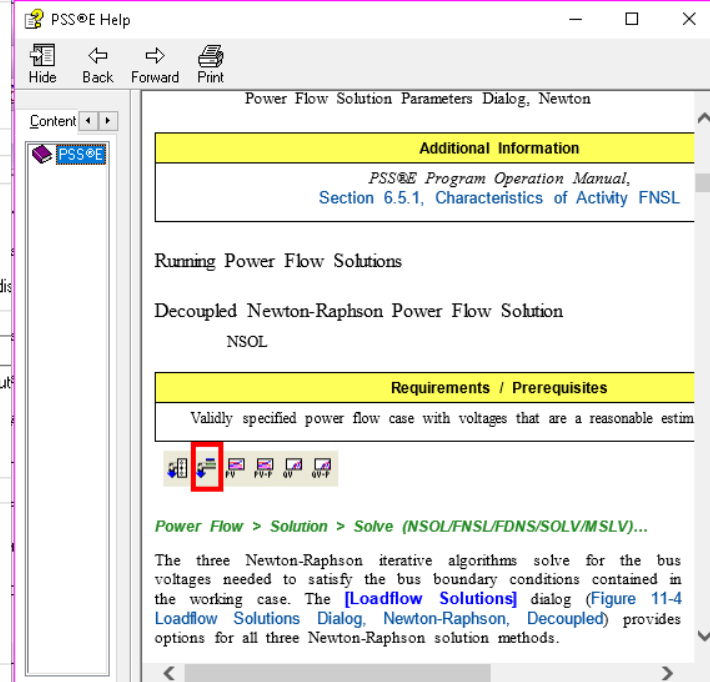 PSS®E Help
Hide Back Forward Print
Content
PSS®E
Power Flow Solution Parameters Dialog, Newton
Additional Information
PSS®E Program Operation Manual,
Section 6.5.1, Characteristics of Activity FNSL
Running Power Flow Solutions
Decoupled Newton-Raphson Power Flow Solution
NSOL
Requirements / Prerequisites
Validly specified power flow case with voltages that are a reasonable estim
PV PV-P QV QV-P
Power Flow > Solution > Solve (NSOL/FNSL/FDNS/SOLV/MSLV)...
The three Newton-Raphson iterative algorithms solve for the bus
voltages needed to satisfy the bus boundary conditions contained in
the working case. The [Loadflow Solutions] dialog (Figure 11-4
Loadflow Solutions Dialog, Newton-Raphson, Decoupled) provides
options for all three Newton-Raphson solution methods.